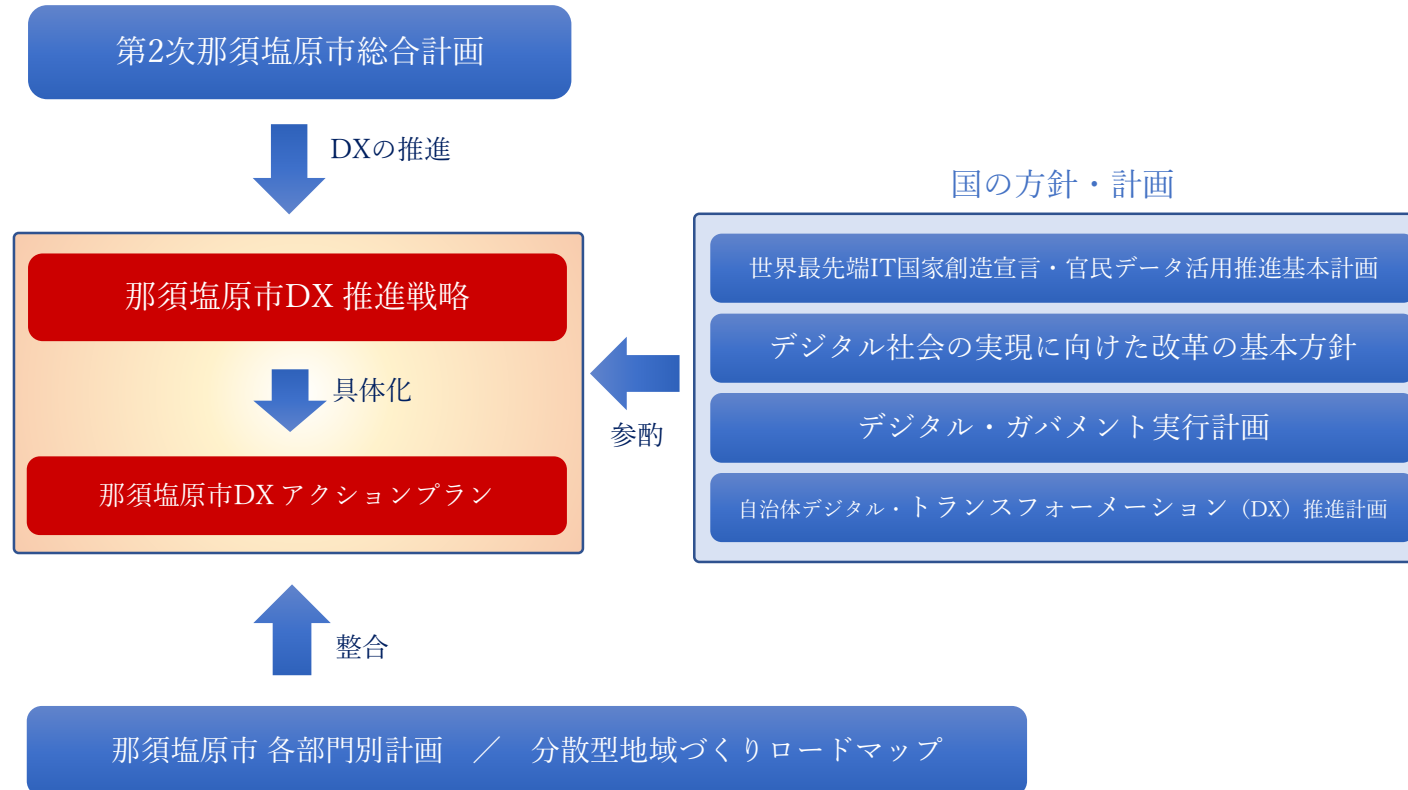 第2次那須塩原市総合計画
DXの推進
国の方針・計画
那須塩原市DX 推進戦略
具体化
那須塩原市DX アクションプラン
参酌
世界最先端IT国家創造宣言・官民データ活用推進基本計画
デジタル社会の実現に向けた改革の基本方針
デジタル・ガバメント実行計画
自治体デジタル・トランスフォーメーション（DX）推進計画
整合
那須塩原市 各部門別計画　／　分散型地域づくりロードマップ